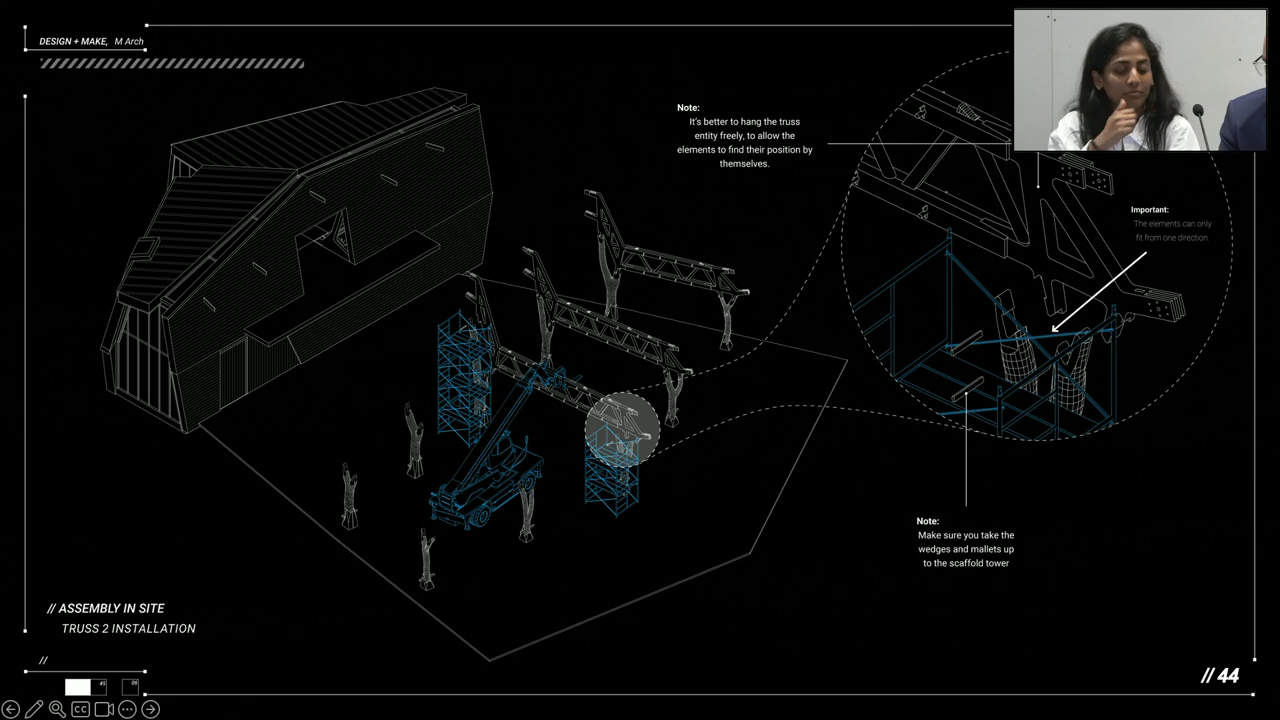 DESIGN + MAKE, M Arch
Note:
It's better to hang the truss
entity freely, to allow the
elements to find their position by
themselves.
Important:
The elements can only
fit from one direction.
Note:
Make sure you take the
wedges and mallets up
to the scaffold tower
// ASSEMBLY IN SITE
TRUSS 2 INSTALLATION
//
// 44
45
CC